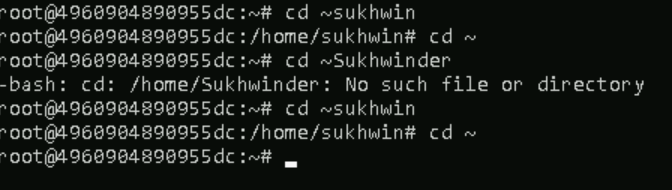 root@4960904890955dc:~# cd ~sukhwin
root@4960904890955dc:/home/sukhwin# cd ~
root@4960904890955dc:~# cd ~Sukhwinder
-bash: cd: /home/Sukhwinder: No such file or directory
root@4960904890955dc:~# cd ~sukhwin
root@4960904890955dc:/home/sukhwin# cd ~
root@4960904890955dc:~#